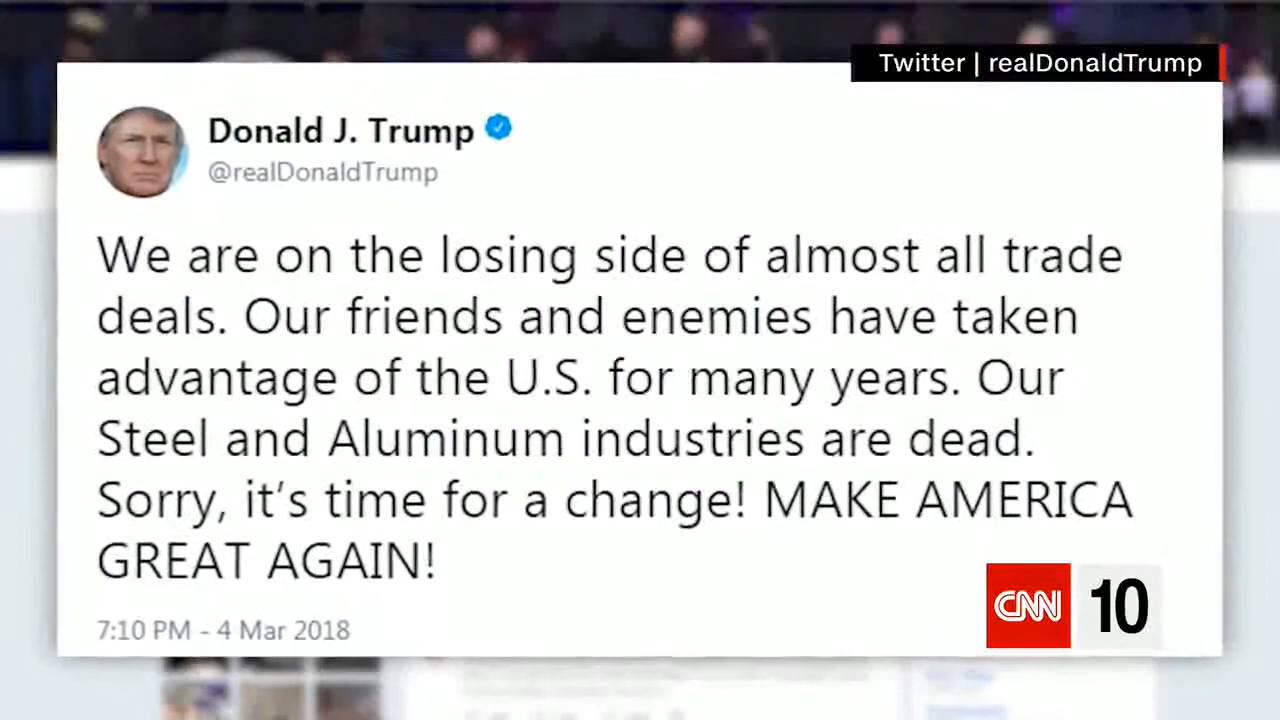 Twitter | realDonaldTrump
Donald J. Trump
@realDonaldTrump
We are on the losing side of almost all trade
deals. Our friends and enemies have taken
advantage of the U.S. for many years. Our
Steel and Aluminum industries are dead.
Sorry, it’s time for a change! MAKE AMERICA
GREAT AGAIN!
7:10 PM - 4 Mar 2018
CNN 10